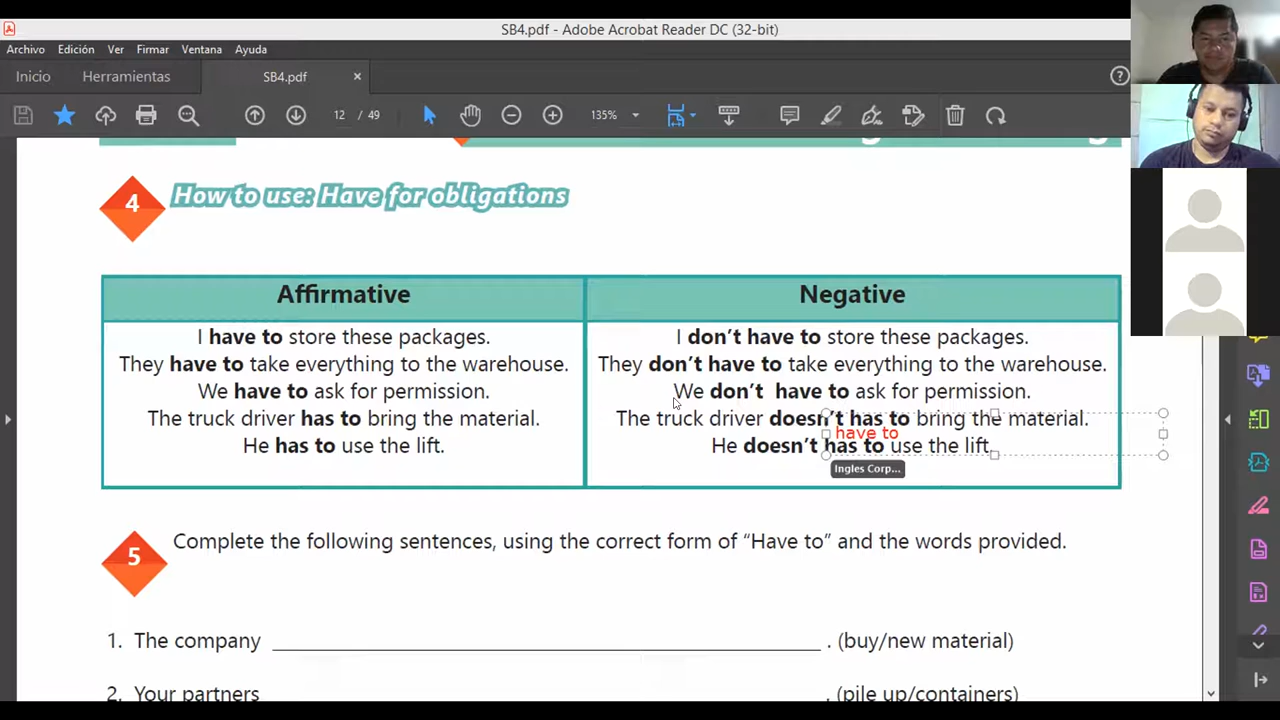 SB4.pdf - Adobe Acrobat Reader DC (32-bit)
Archivo Edición Ver Firmar Ventana Ayuda
Inicio Herramientas SB4.pdf ×
12 / 49 135%
4 How to use: Have for obligations
Affirmative Negative
I have to store these packages. I don't have to store these packages.
They have to take everything to the warehouse. They don't have to take everything to the warehouse.
We have to ask for permission. We don't have to ask for permission.
The truck driver has to bring the material. The truck driver doesn't has to bring the material.
have to
He has to use the lift. He doesn't has to use the lift.
Ingles Corp...
5 Complete the following sentences, using the correct form of “Have to” and the words provided.
1. The company ______ . (buy/new material)
2. Your partners ______ . (pile up/containers)